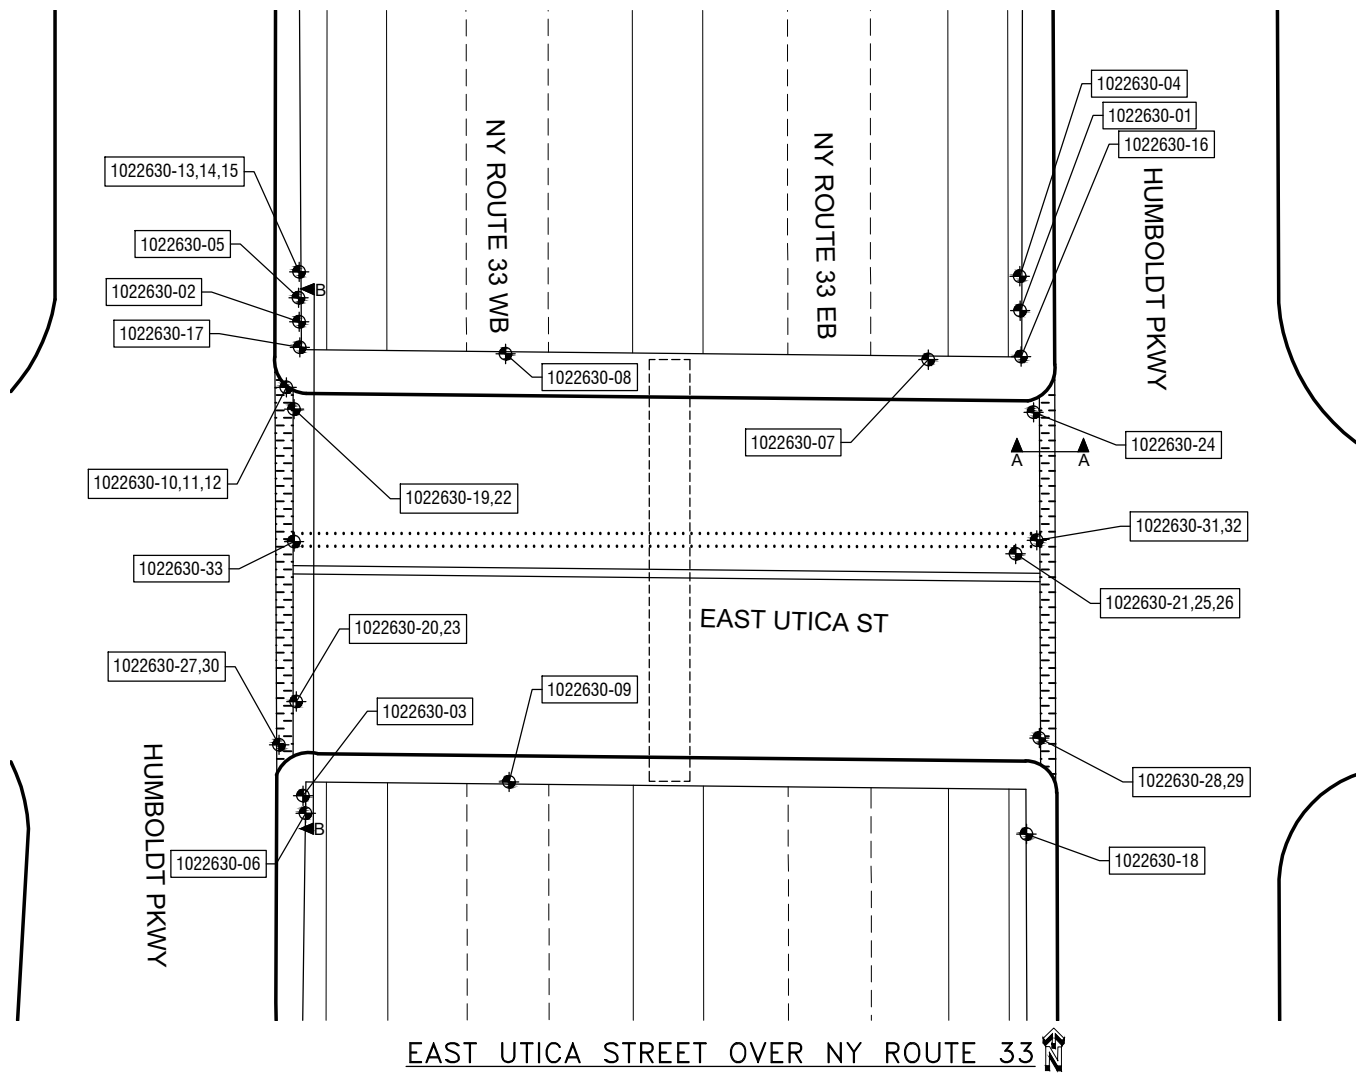 1022630-04
1022630-01
1022630-16
1022630-13,14,15
NY ROUTE 33 WB
NY ROUTE 33 EB
HUMBOLDT PKWY
1022630-05
1022630-02
B
1022630-17
1022630-08
1022630-07
1022630-24
A A
1022630-10,11,12
1022630-19,22
1022630-31,32
1022630-33
1022630-21,25,26
EAST UTICA ST
1022630-20,23
1022630-27,30
1022630-09
1022630-03
HUMBOLDT PKWY
1022630-28,29
B
1022630-06
1022630-18
EAST UTICA STREET OVER NY ROUTE 33 N